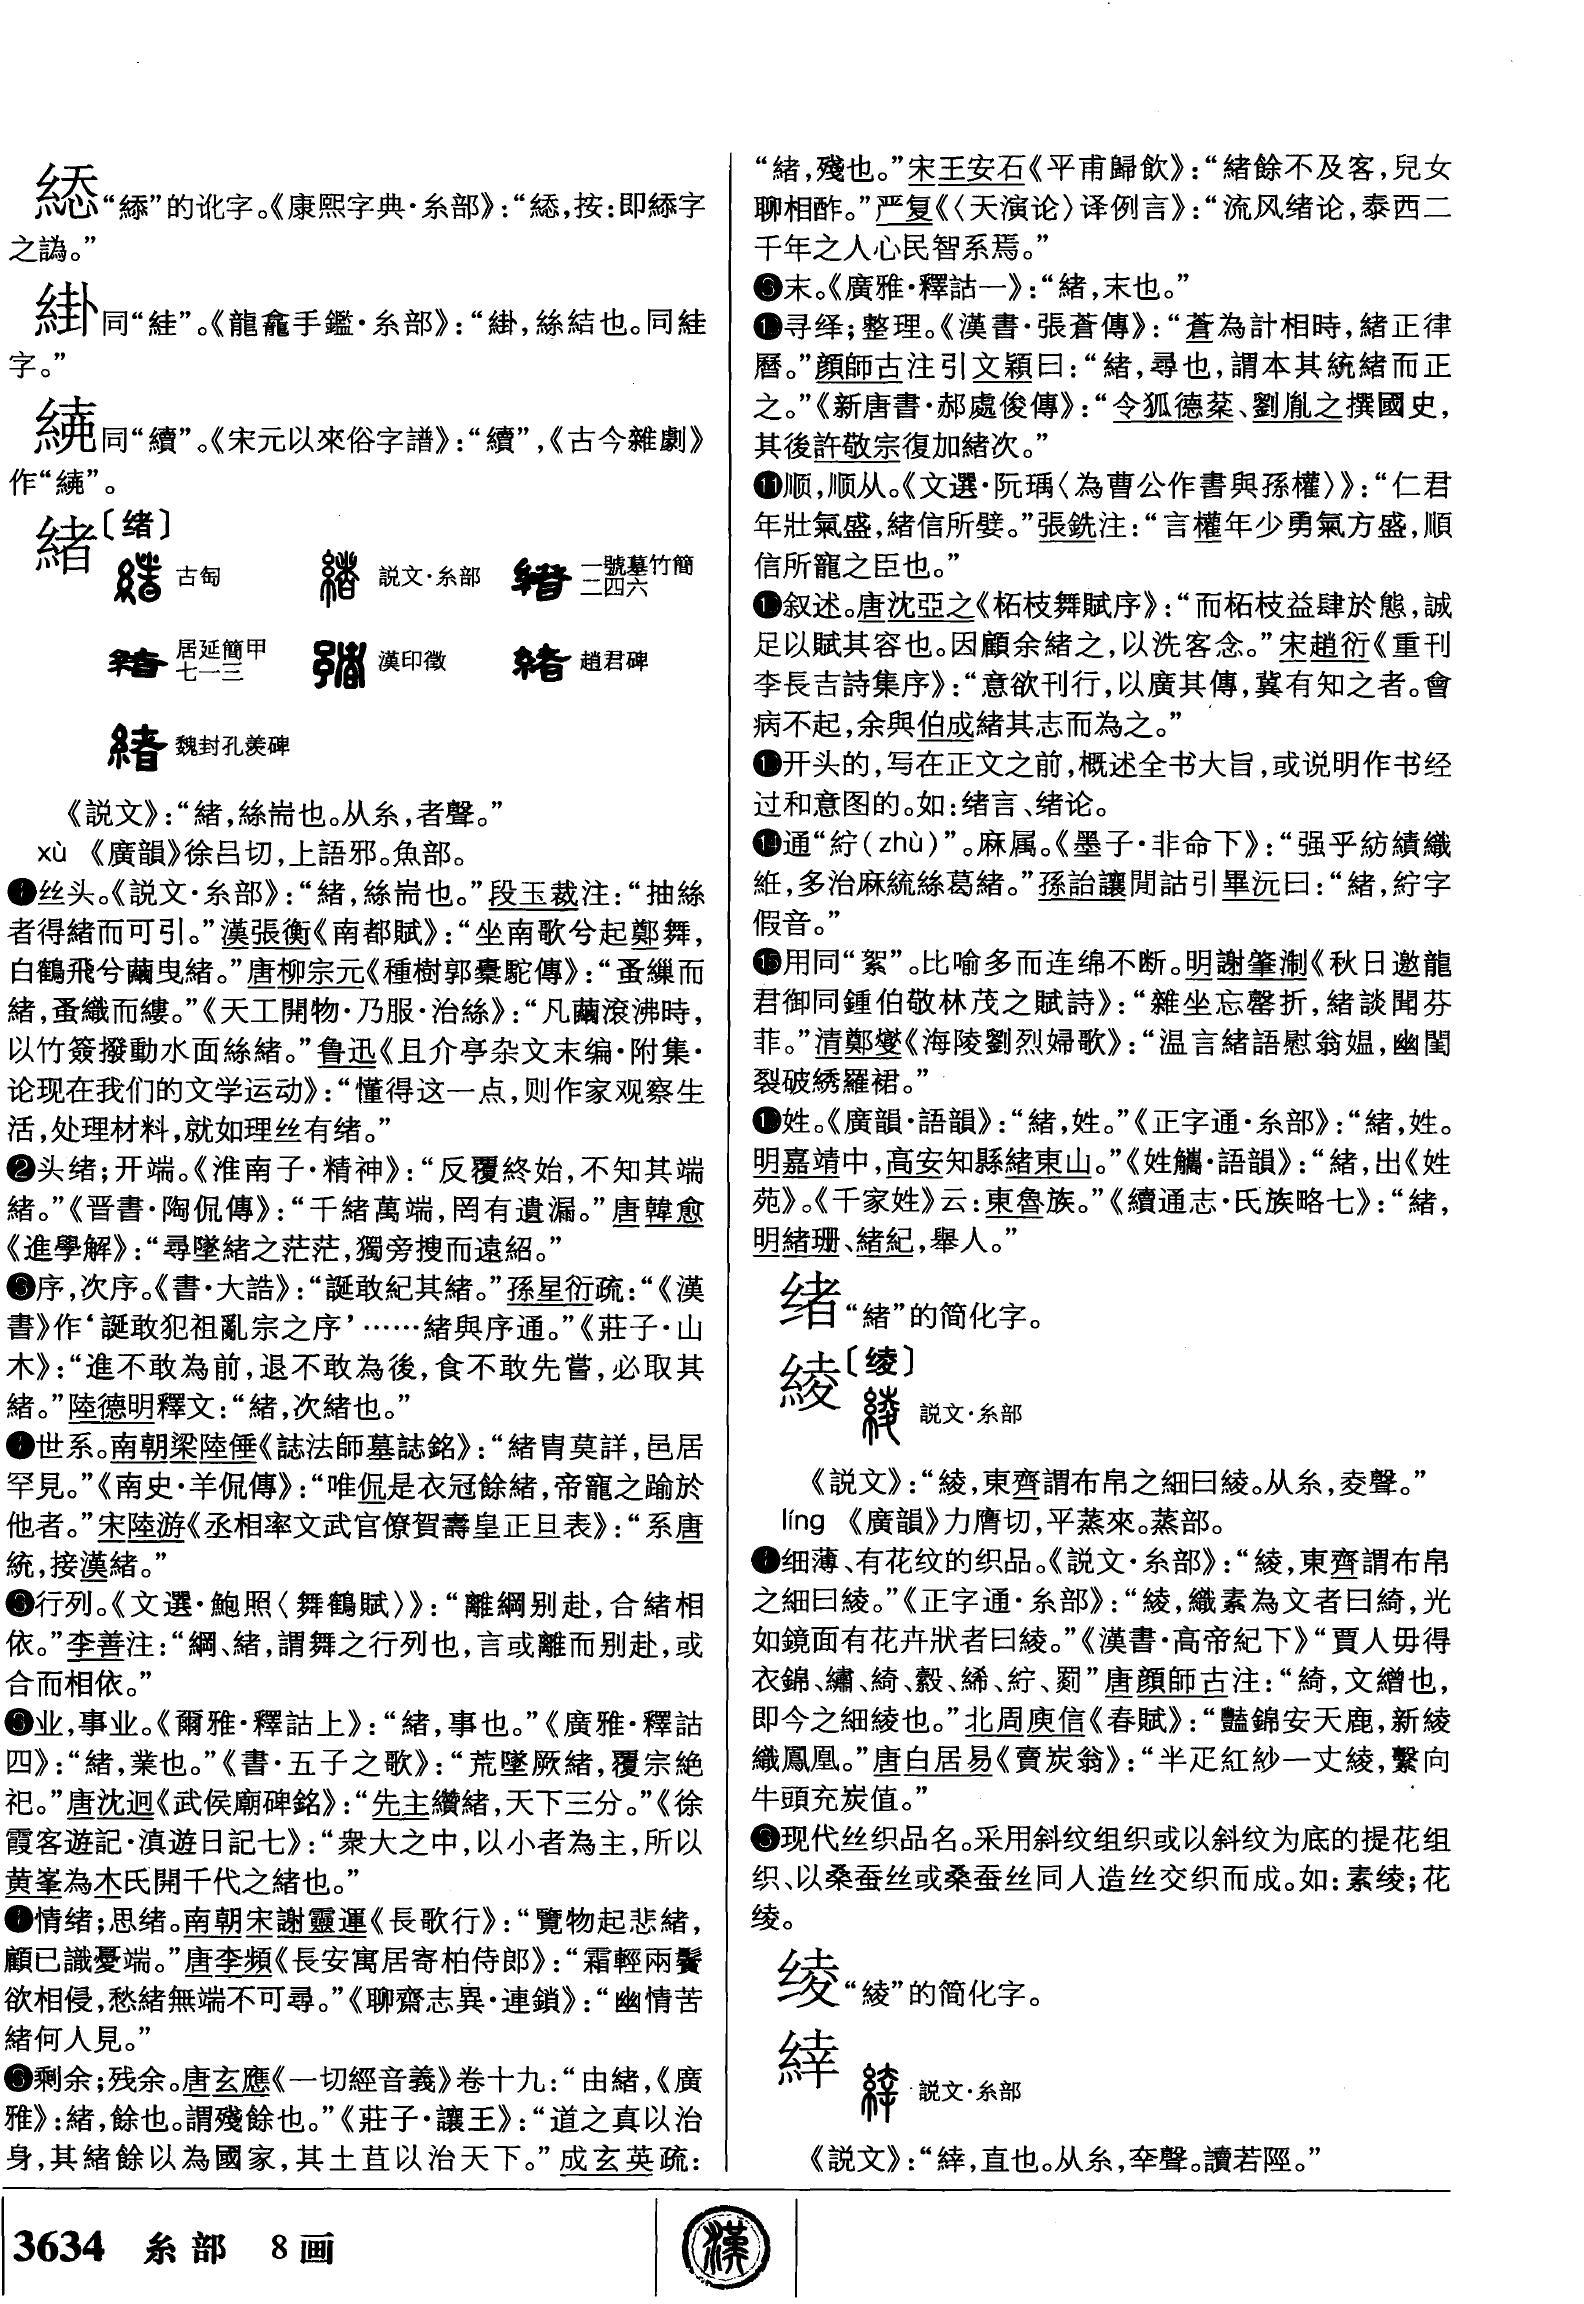 䋶“綔”的讹字。《康熙字典·糸部》：“䋶，按：即綔字
之譌。”
掛同“絓”。《龍龕手鑑·糸部》：“掛，絲結也。同絓
字。”
同“續”。《宋元以來俗字譜》：“續”，《古今雜劇》
作“”。
緒〔绪〕
古匋 説文·糸部 一號墓竹簡二四六
居延簡甲七一三 漢印徵 趙君碑
魏封孔羨碑
《説文》：“緒，絲耑也。从糸，者聲。”
xù 《廣韻》徐吕切，上語邪。魚部。
❶丝头。《説文·糸部》：“緒，絲耑也。”段玉裁注：“抽絲
者得緒而可引。”漢張衡《南都賦》：“坐南歌兮起鄭舞，
白鶴飛兮繭曳緒。”唐柳宗元《種樹郭橐駝傳》：“蚤繅而
緒，蚤織而縷。”《天工開物·乃服·治絲》：“凡繭滾沸時，
以竹簽撥動水面絲緒。”鲁迅《且介亭杂文末编·附集·
论现在我们的文学运动》：“懂得这一点，则作家观察生
活，处理材料，就如理丝有绪。”
❷头绪；开端。《淮南子·精神》：“反覆終始，不知其端
緒。”《晋書·陶侃傳》：“千緒萬端，罔有遺漏。”唐韓愈
《進學解》：“尋墜緒之茫茫，獨旁搜而遠紹。”
❸序，次序。《書·大誥》：“誕敢紀其緒。”孫星衍疏：“《漢
書》作‘誕敢犯祖亂宗之序’……緒與序通。”《莊子·山
木》：“進不敢為前，退不敢為後，食不敢先嘗，必取其
緒。”陸德明釋文：“緒，次緒也。”
❹世系。南朝梁陸倕《誌法師墓誌銘》：“緒胄莫詳，邑居
罕見。”《南史·羊侃傳》：“唯侃是衣冠餘緒，帝寵之踰於
他者。”宋陸游《丞相率文武官僚賀壽皇正旦表》：“系唐
統，接漢緒。”
❺行列。《文選·鮑照〈舞鶴賦〉》：“離綱别赴，合緒相
依。”李善注：“綱、緒，謂舞之行列也，言或離而别赴，或
合而相依。”
❻业，事业。《爾雅·釋詁上》：“緒，事也。”《廣雅·釋詁
四》：“緒，業也。”《書·五子之歌》：“荒墜厥緒，覆宗絶
祀。”唐沈迥《武侯廟碑銘》：“先主纘緒，天下三分。”《徐
霞客遊記·滇遊日記七》：“衆大之中，以小者為主，所以
黄峯為木氏開千代之緒也。”
❼情绪；思绪。南朝宋謝靈運《長歌行》：“覽物起悲緒，
顧已識憂端。”唐李頻《長安寓居寄柏侍郎》：“霜輕兩鬢
欲相侵，愁緒無端不可尋。”《聊齋志異·連鎖》：“幽情苦
緒何人見。”
❽剩余；残余。唐玄應《一切經音義》卷十九：“由緒，《廣
雅》：緒，餘也。謂殘餘也。”《莊子·讓王》：“道之真以治
身，其緒餘以為國家，其土苴以治天下。”成玄英疏：
“緒，殘也。”宋王安石《平甫歸飲》：“緒餘不及客，兒女
聊相酢。”严复《〈天演论〉译例言》：“流风绪论，泰西二
千年之人心民智系焉。”
❾末。《廣雅·釋詁一》：“緒，末也。”
❿寻绎；整理。《漢書·張蒼傳》：“蒼為計相時，緒正律
曆。”顔師古注引文穎曰：“緒，尋也，謂本其統緒而正
之。”《新唐書·郝處俊傳》：“令狐德棻、劉胤之撰國史，
其後許敬宗復加緒次。”
⓫顺，顺从。《文選·阮瑀〈為曹公作書與孫權〉》：“仁君
年壯氣盛，緒信所嬖。”張銑注：“言權年少勇氣方盛，順
信所寵之臣也。”
⓬叙述。唐沈亞之《柘枝舞賦序》：“而柘枝益肆於態，誠
足以賦其容也。因顧余緒之，以洗客念。”宋趙衍《重刊
李長吉詩集序》：“意欲刊行，以廣其傳，冀有知之者。會
病不起，余與伯成緒其志而為之。”
⓭开头的，写在正文之前，概述全书大旨，或说明作书经
过和意图的。如：绪言、绪论。
⓮通“紵（zhù）”。麻属。《墨子·非命下》：“强乎紡績織
紝，多治麻統絲葛緒。”孫詒讓閒詁引畢沅曰：“緒，紵字
假音。”
⓯用同“絮”。比喻多而连绵不断。明謝肇淛《秋日邀龍
君御同鍾伯敬林茂之賦詩》：“雜坐忘罄折，緒談聞芬
菲。”清鄭燮《海陵劉烈婦歌》：“温言緒語慰翁媪，幽閨
裂破綉羅裙。”
⓰姓。《廣韻·語韻》：“緒，姓。”《正字通·糸部》：“緒，姓。
明嘉靖中，高安知縣緒東山。”《姓觿·語韻》：“緒，出《姓
苑》。《千家姓》云：東魯族。”《續通志·氏族略七》：“緒，
明緒珊、緒紀，舉人。”
绪“緒”的简化字。
綾〔绫〕
説文·糸部
《説文》：“綾，東齊謂布帛之細曰綾。从糸，夌聲。”
líng 《廣韻》力膺切，平蒸來。蒸部。
❶细薄、有花纹的织品。《説文·糸部》：“綾，東齊謂布帛
之細曰綾。”《正字通·糸部》：“綾，織素為文者曰綺，光
如鏡面有花卉狀者曰綾。”《漢書·高帝紀下》“賈人毋得
衣錦、繡、綺、縠、絺、紵、罽”唐顔師古注：“綺，文繒也，
即今之細綾也。”北周庾信《春賦》：“豔錦安天鹿，新綾
織鳳凰。”唐白居易《賣炭翁》：“半疋紅紗一丈綾，繫向
牛頭充炭值。”
❷现代丝织品名。采用斜纹组织或以斜纹为底的提花组
织、以桑蚕丝或桑蚕丝同人造丝交织而成。如：素绫；花
绫。
绫“綾”的简化字。
緈
説文·糸部
《説文》：“緈，直也。从糸，㚔聲。讀若陘。”
3634 糸部 8画
漢